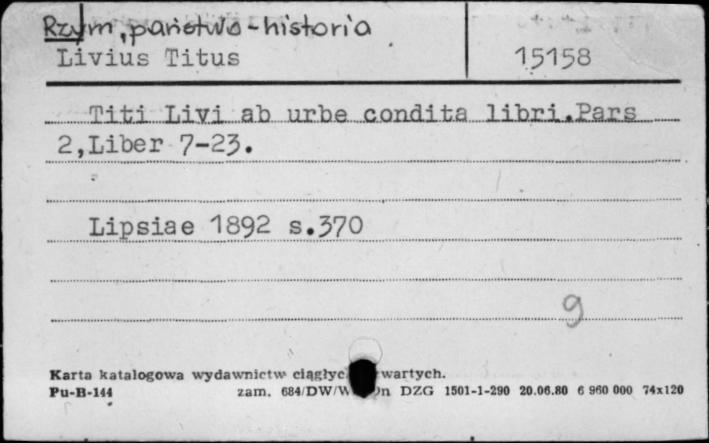 Rzym, państwo-historia
Livius Titus 15158
Titi Livi ab urbe condita libri.Pars
2,Liber 7-23.
Lipsiae 1892 s.370
9
Karta katalogowa wydawnictw wartych.
Pu-B-144 zam. 684/DW/W DZG 1501-1-290 20.06.80 6 960 000 74x120